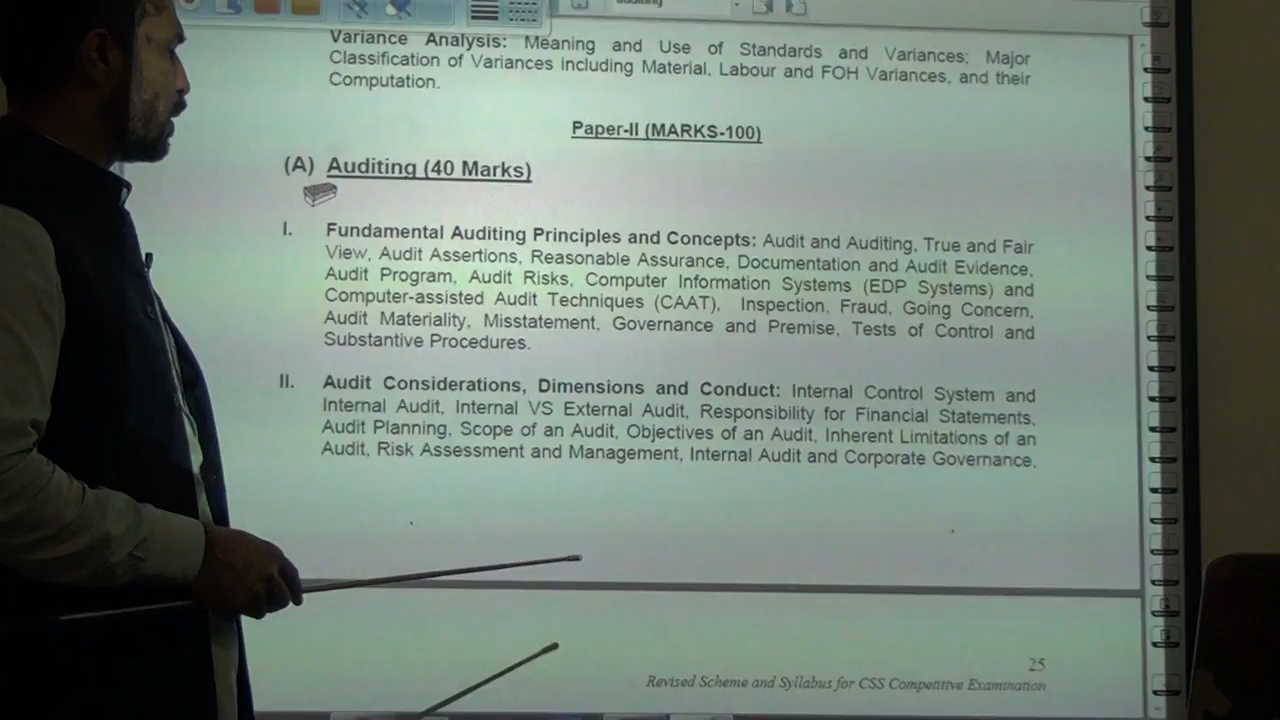 Variance Analysis: Meaning and Use of Standards and Variances; Major
Classification of Variances including Material, Labour and FOH Variances, and their
Computation.
Paper-II (MARKS-100)
(A) Auditing (40 Marks)
I. Fundamental Auditing Principles and Concepts: Audit and Auditing, True and Fair
View, Audit Assertions, Reasonable Assurance, Documentation and Audit Evidence,
Audit Program, Audit Risks, Computer Information Systems (EDP Systems) and
Computer-assisted Audit Techniques (CAAT). Inspection, Fraud, Going Concern,
Audit Materiality, Misstatement, Governance and Premise, Tests of Control and
Substantive Procedures.
II. Audit Considerations, Dimensions and Conduct: Internal Control System and
Internal Audit, Internal VS External Audit, Responsibility for Financial Statements,
Audit Planning, Scope of an Audit, Objectives of an Audit, Inherent Limitations of an
Audit, Risk Assessment and Management, Internal Audit and Corporate Governance,
25
Revised Scheme and Syllabus for CSS Competitive Examination